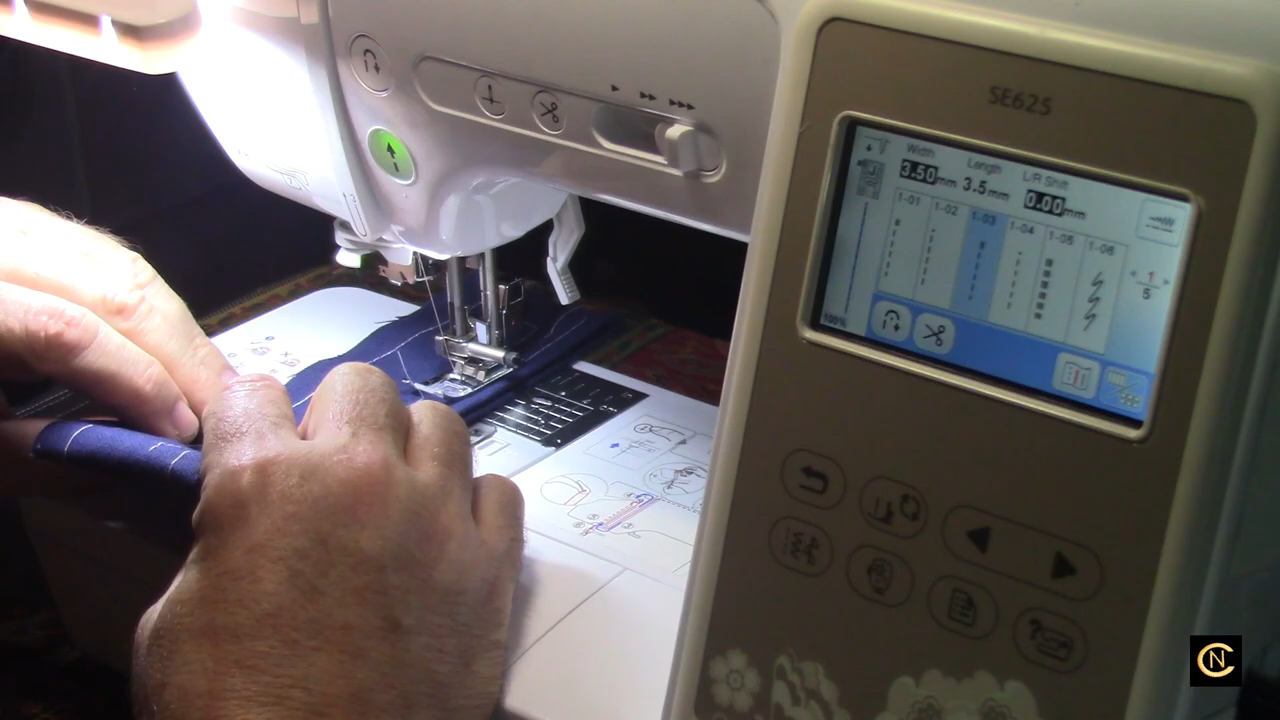 SE625
Width Length L/R Shift
3.50mm 3.5mm 0.00mm
1-01 1-02 1-03 1-04 1-05 1-06
1
5
100%
J
NC